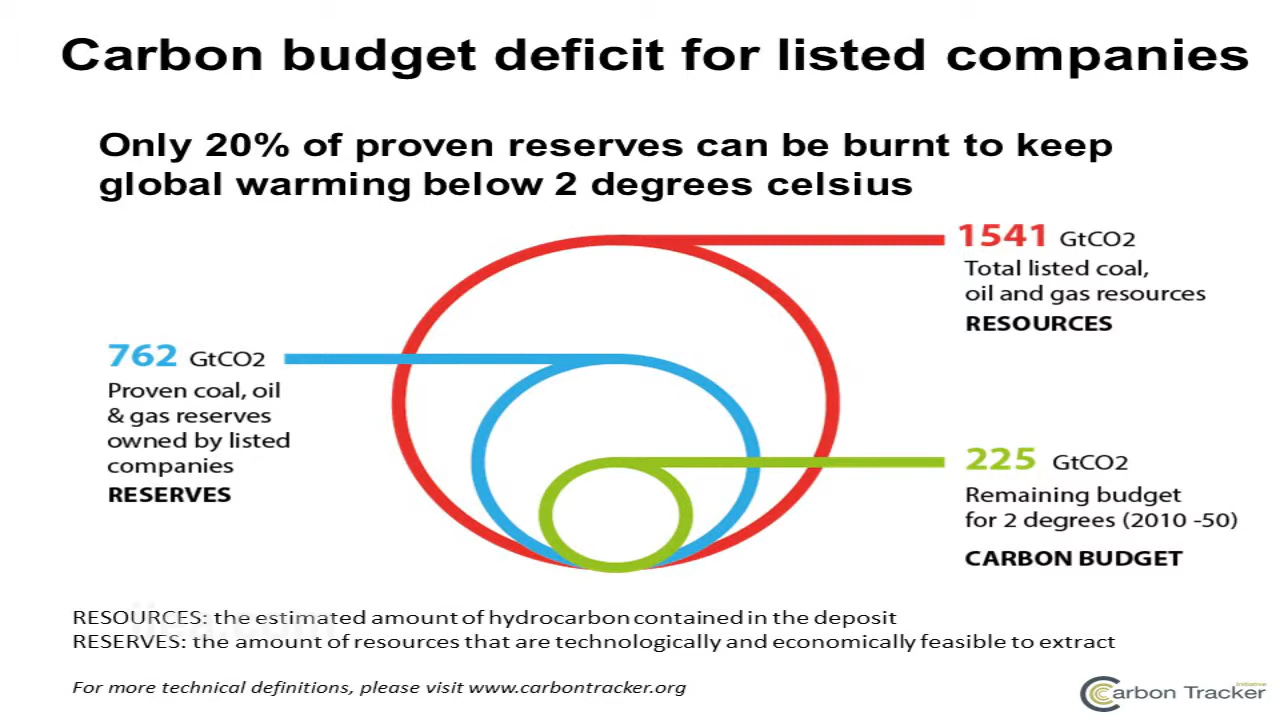 Carbon budget deficit for listed companies
Only 20% of proven reserves can be burnt to keep
global warming below 2 degrees celsius
1541 GtCO2
Total listed coal,
oil and gas resources
RESOURCES
762 GtCO2
Proven coal, oil
& gas reserves
owned by listed
companies
RESERVES
225 GtCO2
Remaining budget
for 2 degrees (2010 -50)
CARBON BUDGET
RESOURCES: the estimated amount of hydrocarbon contained in the deposit
RESERVES: the amount of resources that are technologically and economically feasible to extract
For more technical definitions, please visit www.carbontracker.org
Carbon Tracker
Initiative